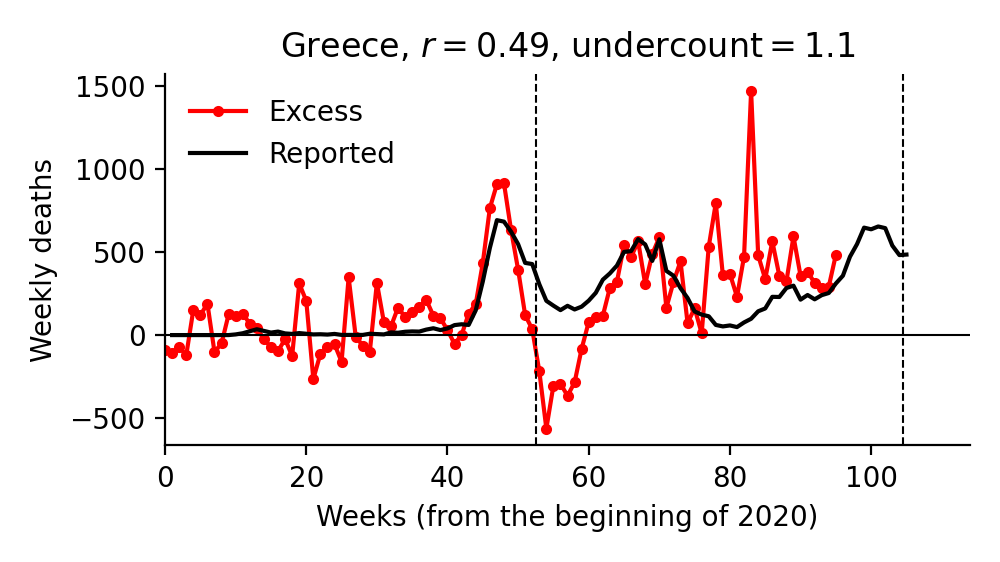 Greece, r = 0.49, undercount = 1.1
Weekly deaths
1500
1000
500
0
−500
Excess
Reported
0 20 40 60 80 100
Weeks (from the beginning of 2020)